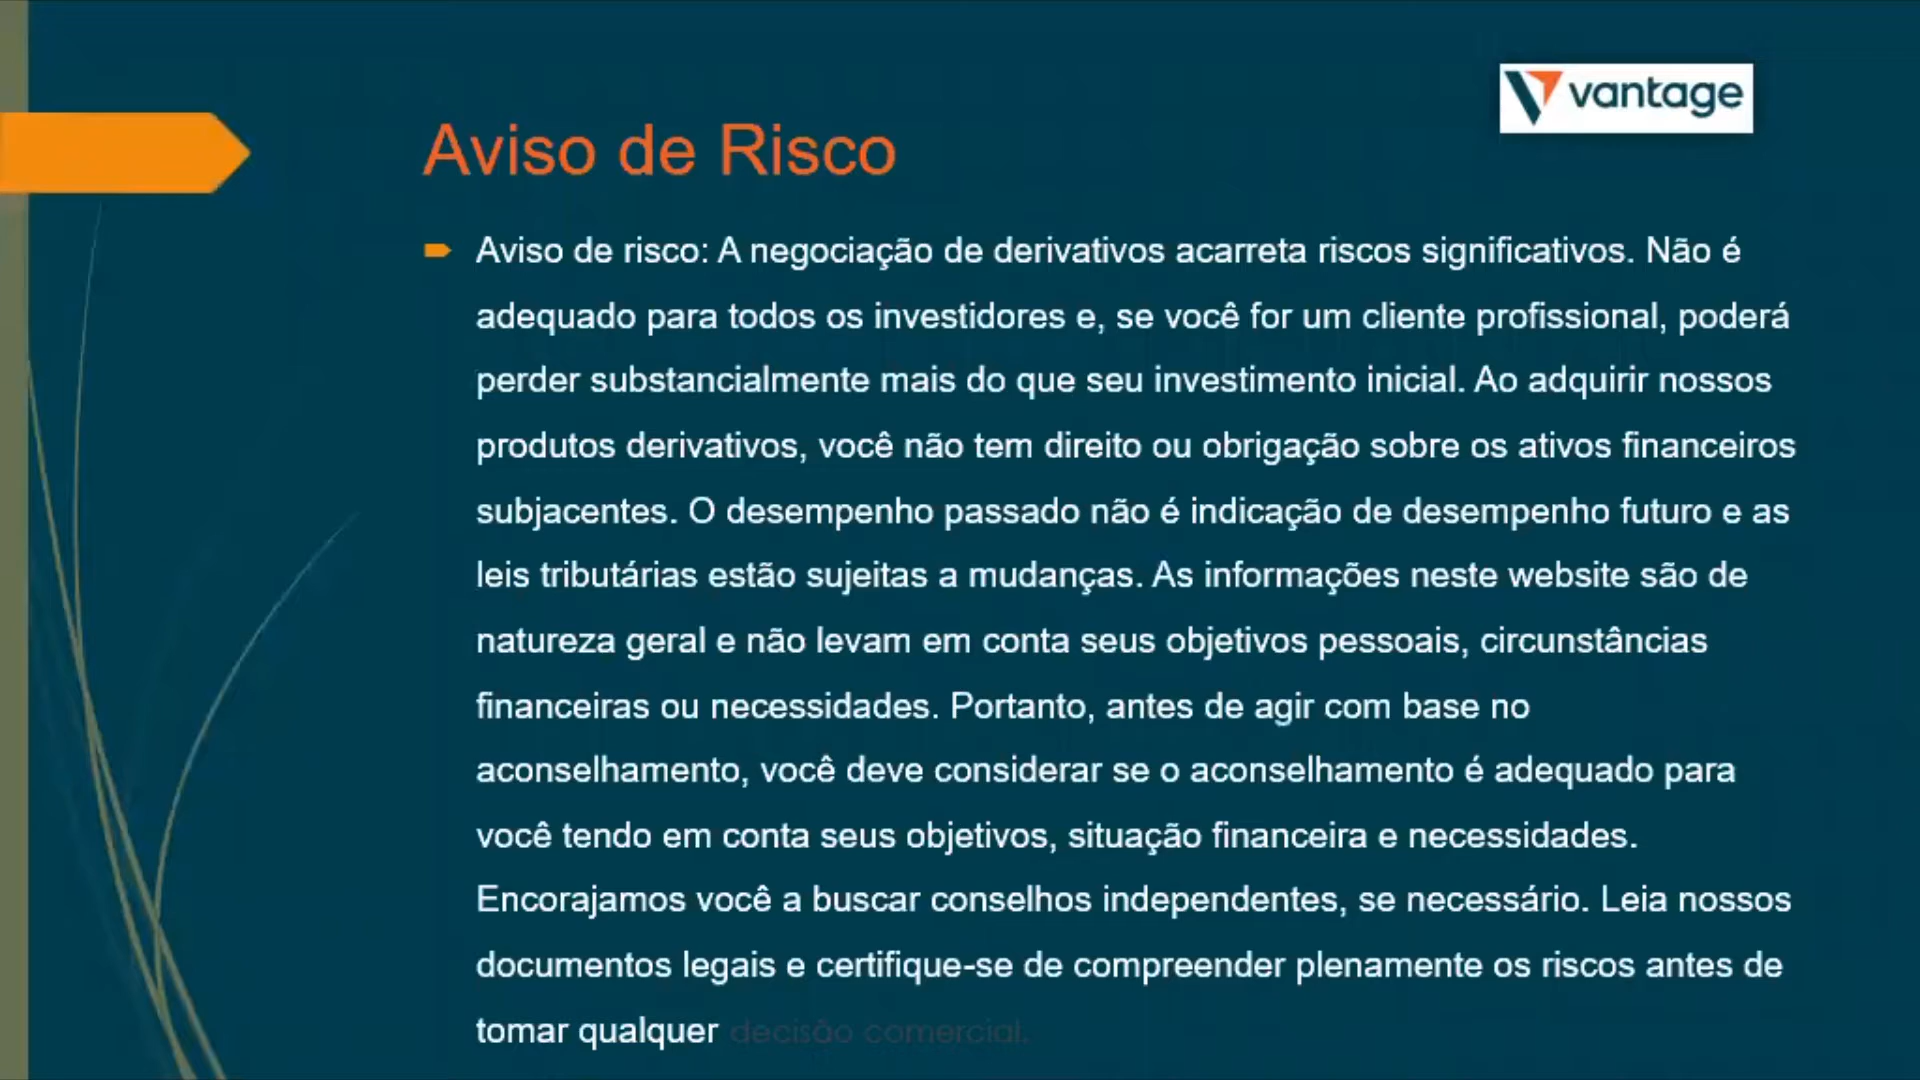 vantage
Aviso de Risco
Aviso de risco: A negociação de derivativos acarreta riscos significativos. Não é
adequado para todos os investidores e, se você for um cliente profissional, poderá
perder substancialmente mais do que seu investimento inicial. Ao adquirir nossos
produtos derivativos, você não tem direito ou obrigação sobre os ativos financeiros
subjacentes. O desempenho passado não é indicação de desempenho futuro e as
leis tributárias estão sujeitas a mudanças. As informações neste website são de
natureza geral e não levam em conta seus objetivos pessoais, circunstâncias
financeiras ou necessidades. Portanto, antes de agir com base no
aconselhamento, você deve considerar se o aconselhamento é adequado para
você tendo em conta seus objetivos, situação financeira e necessidades.
Encorajamos você a buscar conselhos independentes, se necessário. Leia nossos
documentos legais e certifique-se de compreender plenamente os riscos antes de
tomar qualquer decisão comercial.